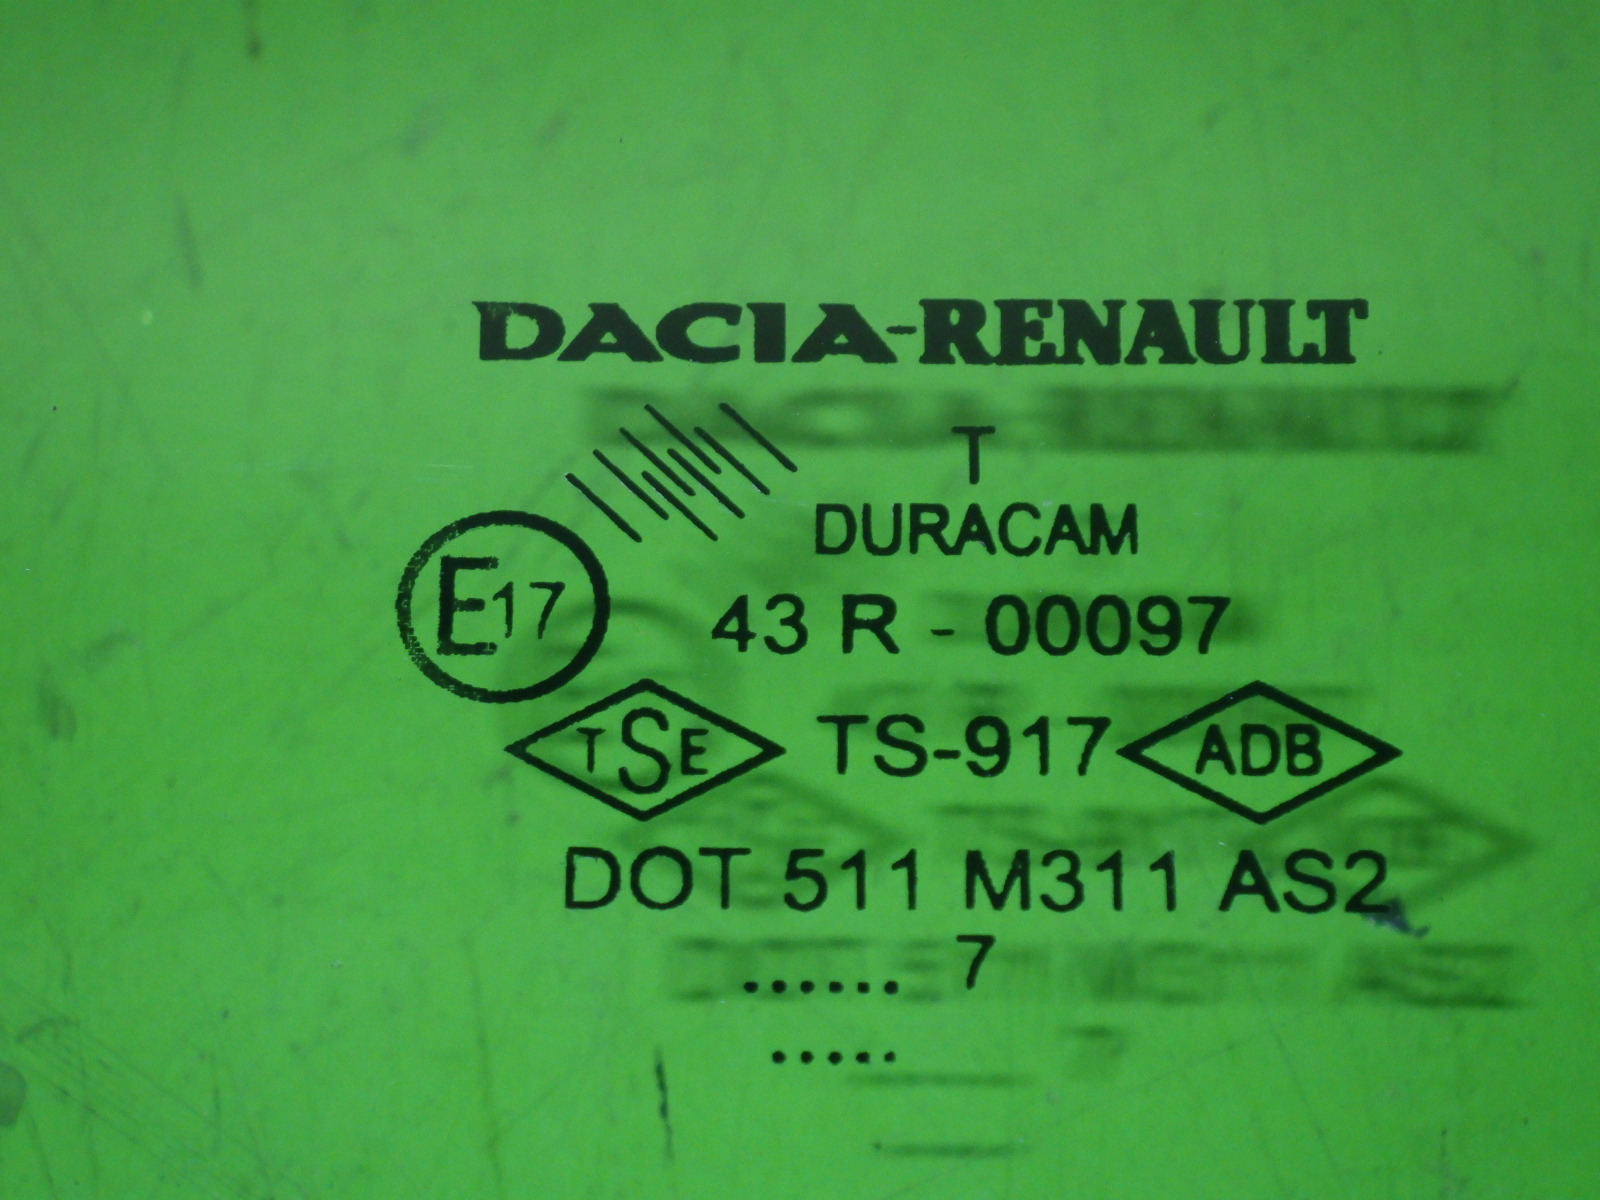 DACIA-RENAULT
T
DURACAM
E17 43 R - 00097
TSE TS-917 ADB
DOT 511 M311 AS2
...... 7
.....